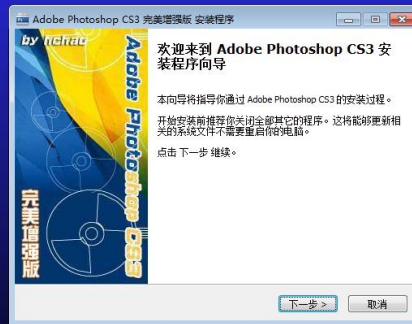 Adobe Photoshop CS3 完美增强版 安装程序
by hchao
Adobe Photoshop CS3
完美增强版
欢迎来到 Adobe Photoshop CS3 安
装程序向导
本向导将指导你通过 Adobe Photoshop CS3 的安装过程。
开始安装前推荐你关闭全部其它的程序。这将能够更新相
关的系统文件不需要重启你的电脑。
点击 下一步 继续。
下一步 >
取消